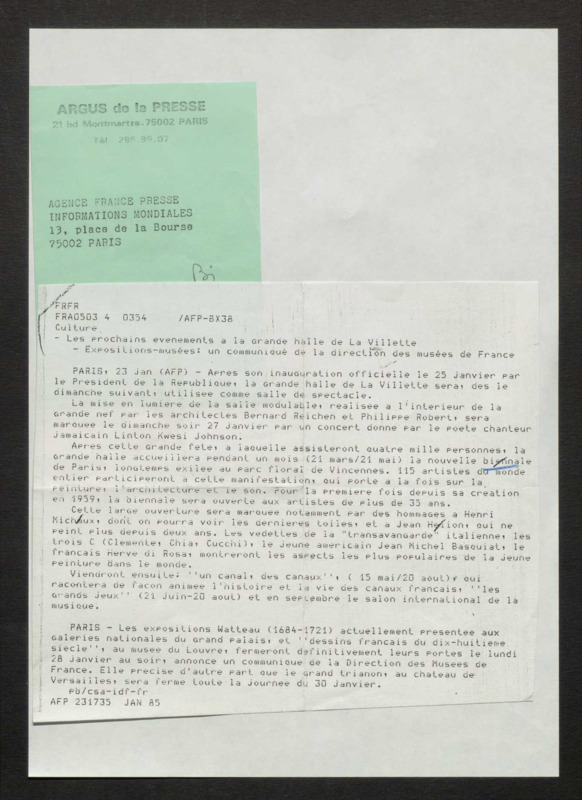 ARGUS de la PRESSE
21 bd Montmartre.75002 PARIS
Tél. 296.99.07
AGENCE FRANCE PRESSE
INFORMATIONS MONDIALES
13, place de la Bourse
75002 PARIS
Bi
FRFR
FRA0503 4 0354 /AFP-BX38
Culture
- Les prochains evenements a la grande halle de La Villette
- Expositions-musées: un communiqué de la direction des musées de France
PARIS, 23 Jan (AFP) - Apres son inauguration officielle le 25 Janvier par
le President de la Republique, la grande halle de La Villette sera, des le
dimanche suivant, utilisee comme salle de spectacle.
La mise en lumiere de la salle modulable, realisee a l'interieur de la
grande nef par les architectes Bernard Reichen et Philippe Robert, sera
marquee le dimanche soir 27 Janvier par un concert donne par le poete chanteur
Jamaicain Linton Kwesi Johnson.
Apres cette grande fete, a laquelle assisteront quatre mille personnes, la
grande halle accueillera pendant un mois (21 mars/21 mai) la nouvelle biennale
de Paris, longtemps exilee au parc floral de Vincennes. 115 artistes du monde
entier participeront a cette manifestation, qui porte a la fois sur la
peinture, l'architecture et le son. Pour la premiere fois depuis sa creation
en 1959, la biennale sera ouverte aux artistes de plus de 35 ans.
Cette large ouverture sera marquee notamment par des hommages a Henri
Michaux, dont on pourra voir les dernieres toiles, et a Jean Helion, qui ne
peint plus depuis deux ans. Les vedettes de la "transavangarde" italienne, les
trois C (Clemente, Chia, Cucchi), le Jeune americain Jean Michel Basquiat, le
francais Herve di Rosa, montreront les aspects les plus populaires de la Jeune
peinture dans le monde.
Viendront ensuite: ''un canal, des canaux'', ( 15 mai/20 aout), qui
racontera de facon animee l'histoire et la vie des canaux francais, ''les
grands Jeux'' (21 Juin-20 aout) et en septembre le salon international de la
musique.
PARIS - Les expositions Watteau (1684-1721) actuellement presentee aux
galeries nationales du Grand Palais, et ''dessins francais du dix-huitieme
siecle'', au musee du Louvre, fermeront definitivement leurs portes le lundi
28 Janvier au soir, annonce un communique de la Direction des Musees de
France. Elle precise d'autre part que le grand trianon, au chateau de
Versailles, sera ferme toute la Journee du 30 Janvier.
pb/csa-idf-fr
AFP 231735 JAN 85